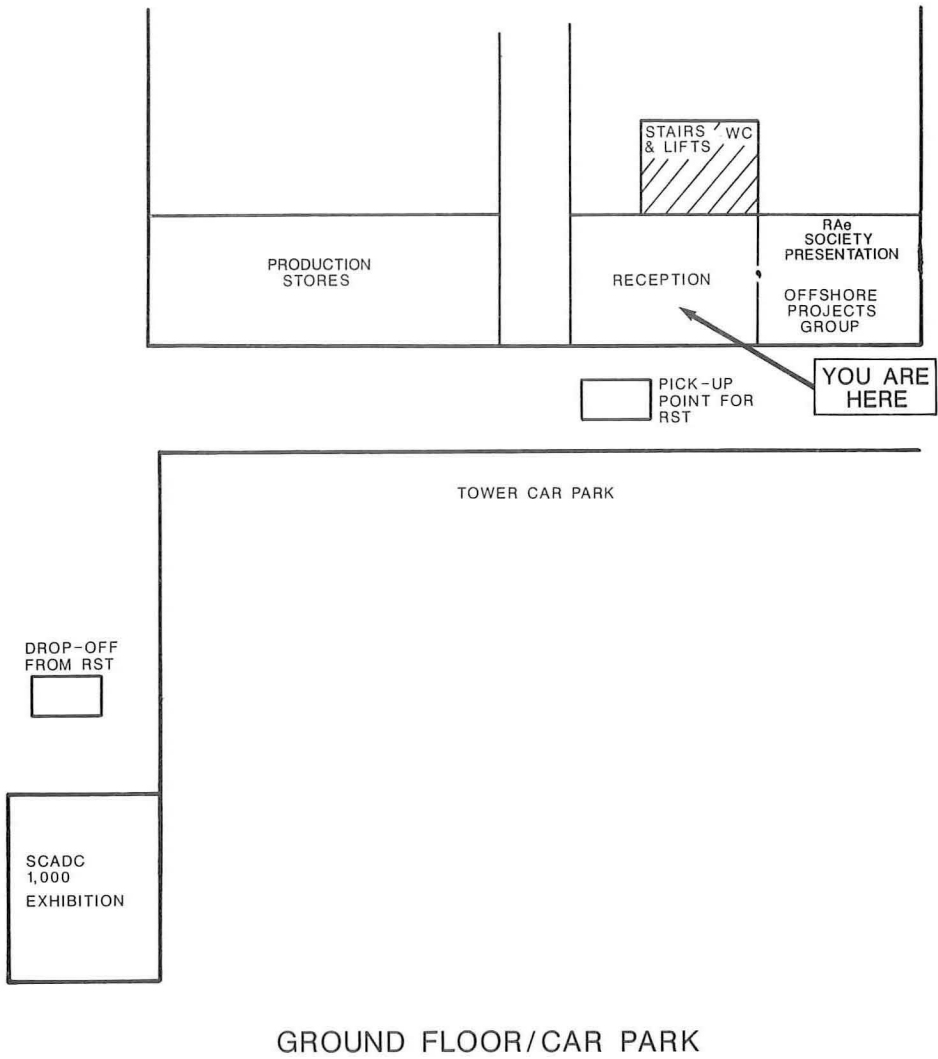 STAIRS WC
& LIFTS
PRODUCTION
STORES
RECEPTION
RAe
SOCIETY
PRESENTATION
OFFSHORE
PROJECTS
GROUP
YOU ARE
HERE
PICK-UP
POINT FOR
RST
TOWER CAR PARK
DROP-OFF
FROM RST
SCADC
1,000
EXHIBITION
GROUND FLOOR/CAR PARK